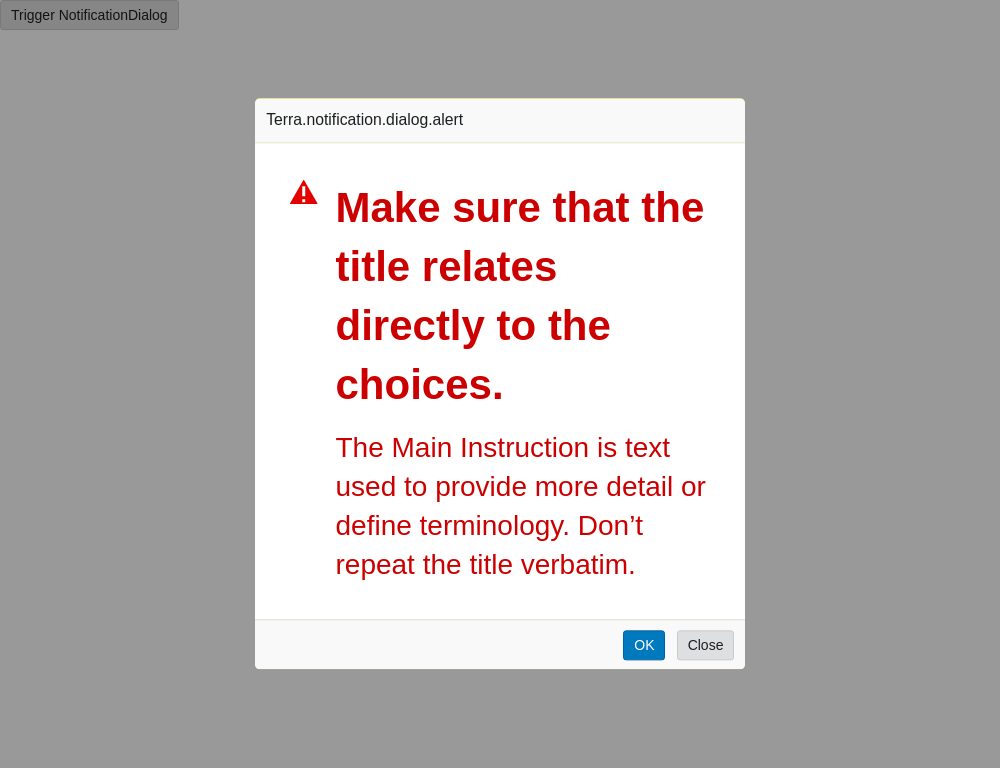 Trigger NotificationDialog
Terra.notification.dialog.alert
Make sure that the
title relates
directly to the
choices.
The Main Instruction is text
used to provide more detail or
define terminology. Don’t
repeat the title verbatim.
OK Close